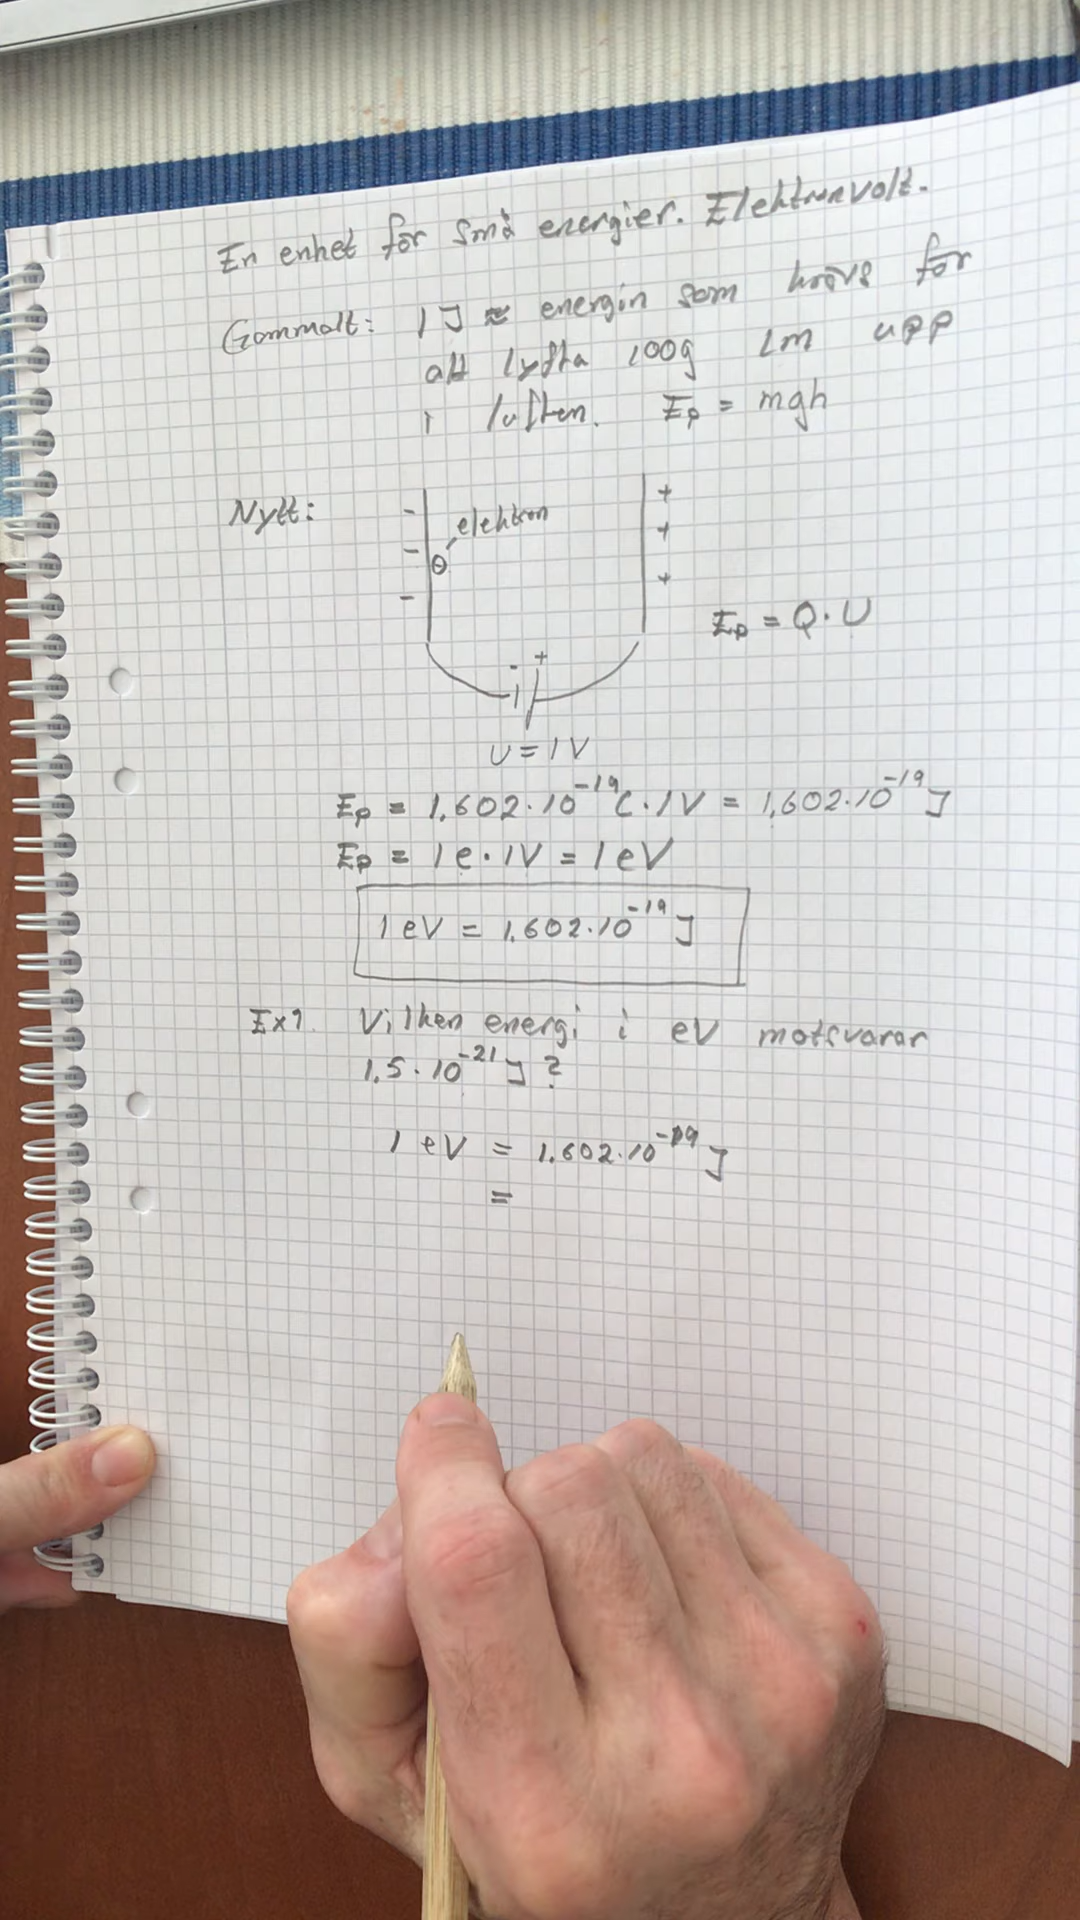 En enhet för små energier. Elektronvolt.
Gammalt: 1 J ≈ energin som krävs för
att lyfta 100g 1m upp
i luften. Ep = mgh
Nytt:
- elektron +
- ⊖ +
- +
Ep = Q·U
- +
U = 1V
Ep = 1,602·10⁻¹⁹ C · 1V = 1,602·10⁻¹⁹ J
Ep = 1e·1V = 1eV
1 eV = 1,602·10⁻¹⁹ J
Ex1. Vilken energi i eV motsvarar
1,5·10⁻²¹ J ?
1 eV = 1,602·10⁻¹⁹ J
=